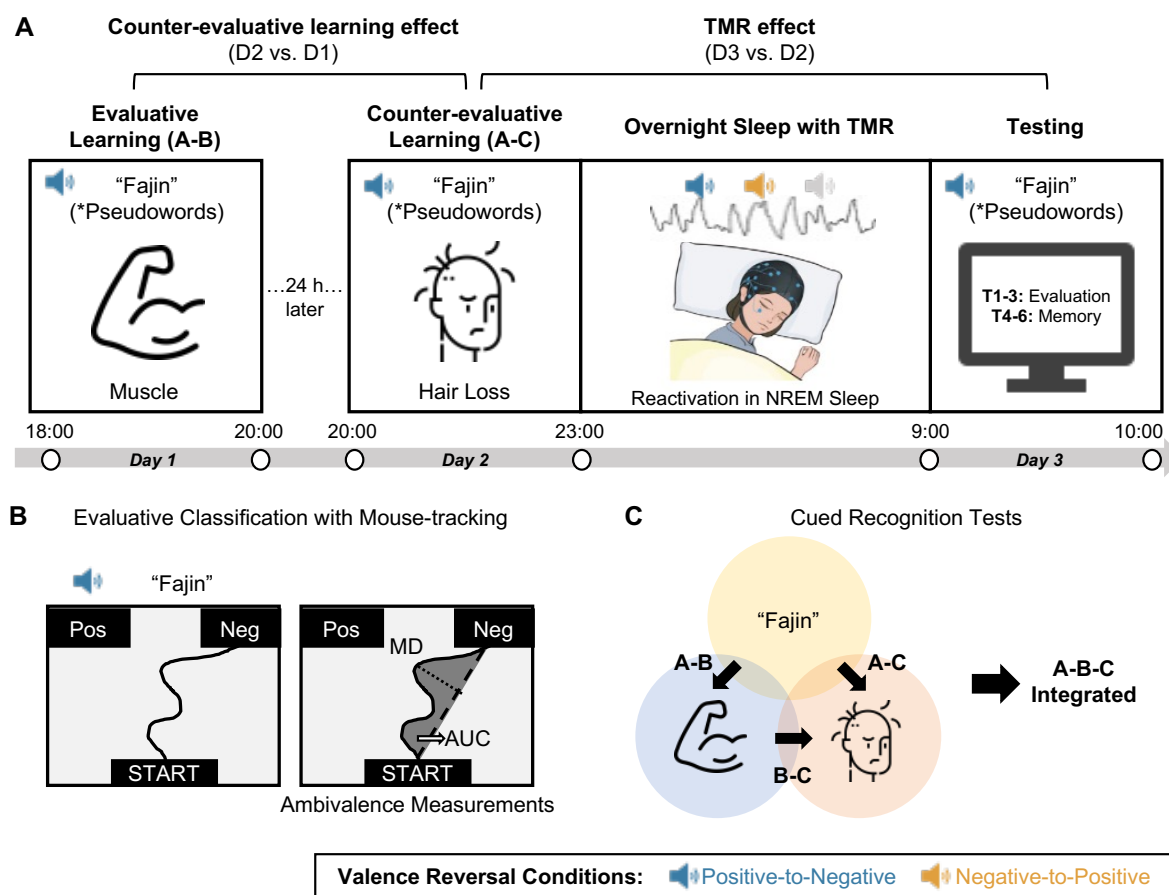 A
Counter-evaluative learning effect
(D2 vs. D1)
TMR effect
(D3 vs. D2)
Evaluative
Learning (A-B)
Counter-evaluative
Learning (A-C)
Overnight Sleep with TMR
Testing
“Fajin”
(*Pseudowords)
Muscle
...24 h...
later
“Fajin”
(*Pseudowords)
Hair Loss
Reactivation in NREM Sleep
“Fajin”
(*Pseudowords)
T1-3: Evaluation
T4-6: Memory
18:00
20:00
20:00
23:00
9:00
10:00
Day 1
Day 2
Day 3
B
Evaluative Classification with Mouse-tracking
“Fajin”
Pos
Neg
START
Pos
Neg
MD
AUC
START
Ambivalence Measurements
C
Cued Recognition Tests
“Fajin”
A-B
A-C
B-C
A-B-C
Integrated
Valence Reversal Conditions: Positive-to-Negative Negative-to-Positive